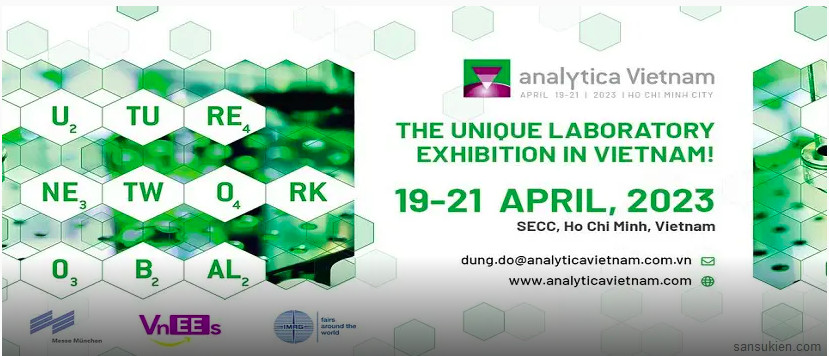 U2 TU RE4
NE3 TW O4 RK
O3 B AL2
analytica Vietnam
APRIL 19-21 | 2023 | HO CHI MINH CITY
THE UNIQUE LABORATORY
EXHIBITION IN VIETNAM!
19-21 APRIL, 2023
SECC, Ho Chi Minh, Vietnam
dung.do@analyticavietnam.com.vn
www.analyticavietnam.com
Messe München
VnEEs
IMAG
fairs
around the
world
sansukien.com